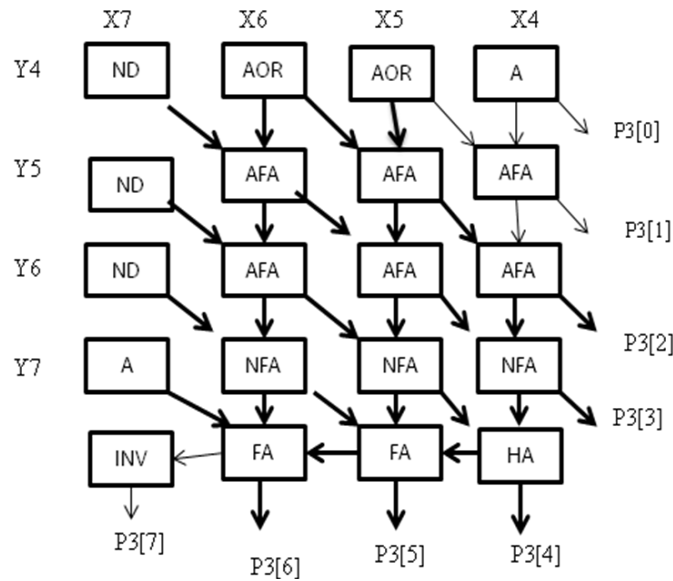 X7 X6 X5 X4
Y4 ND AOR AOR A
P3[0]
Y5 ND AFA AFA AFA
P3[1]
Y6 ND AFA AFA AFA
P3[2]
Y7 A NFA NFA NFA
P3[3]
INV FA FA HA
P3[7] P3[6] P3[5] P3[4]